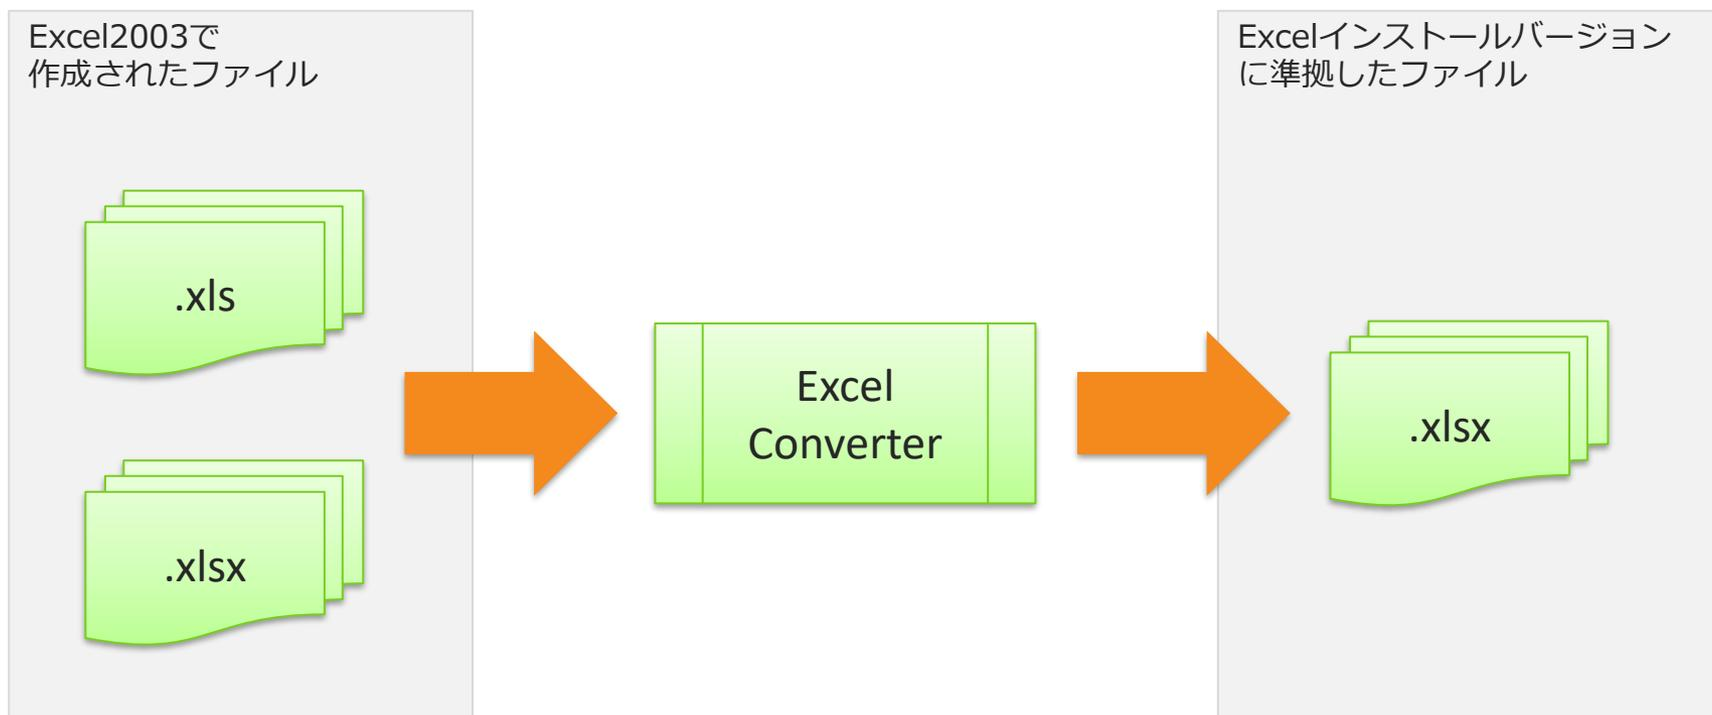 Excel2003で
作成されたファイル
.xls
.xlsx
Excel
Converter
Excelインストールバージョン
に準拠したファイル
.xlsx